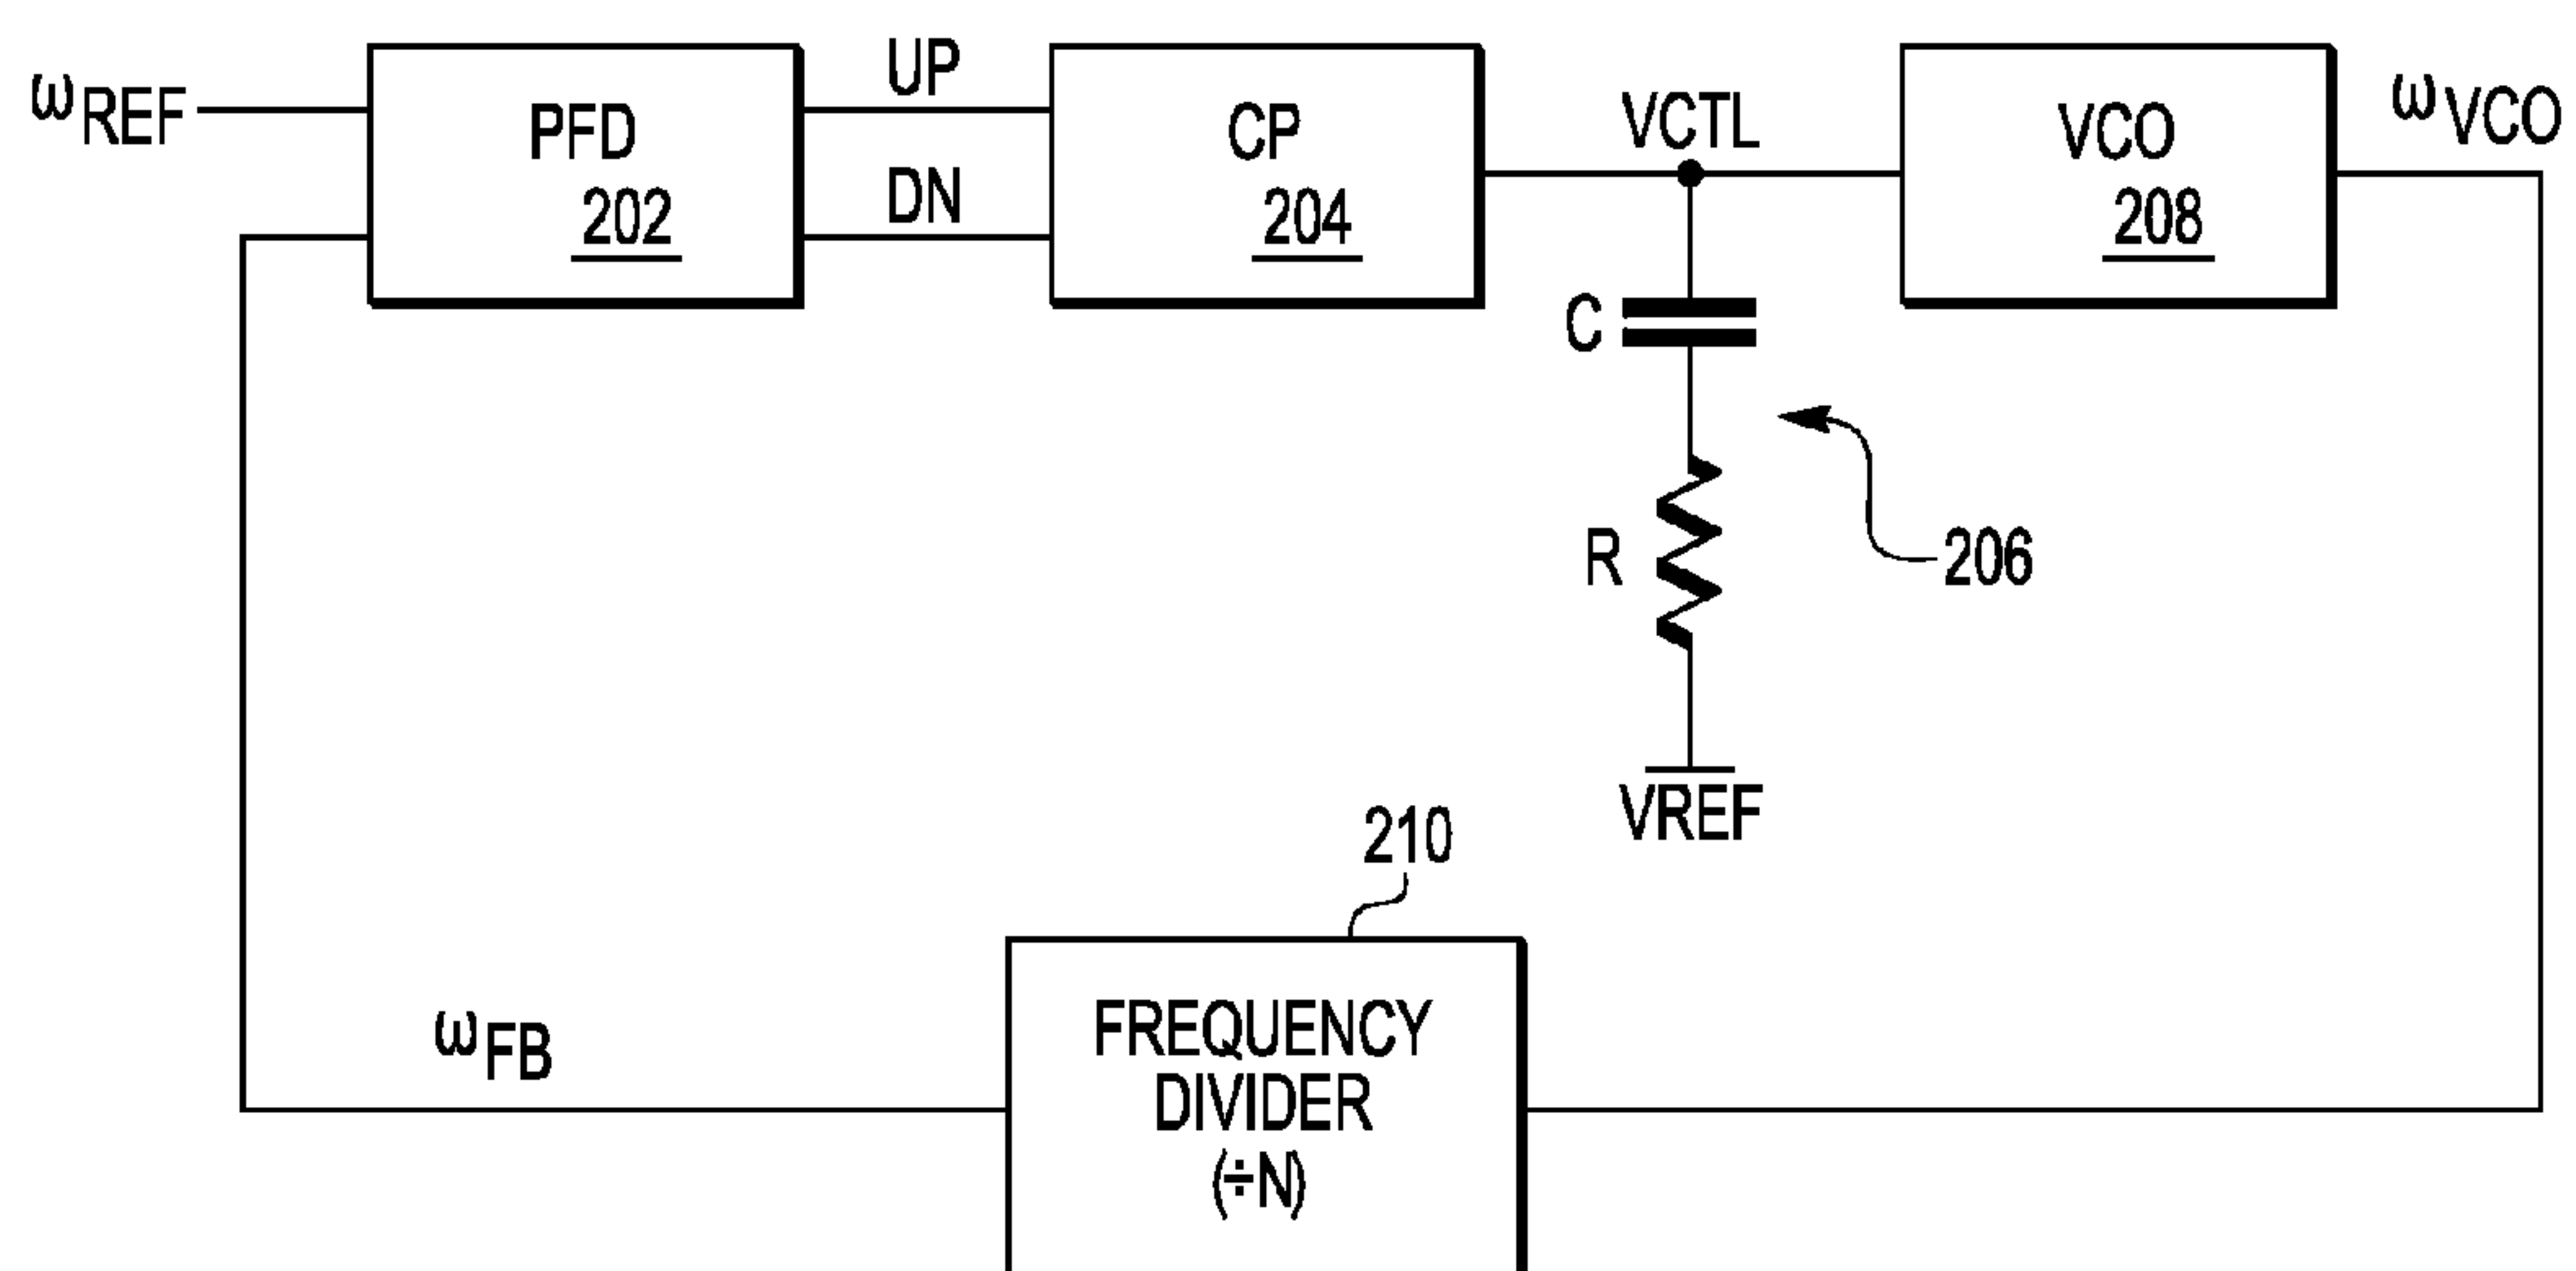 ωREF
PFD
202
UP
DN
CP
204
VCTL
VCO
208
ωVCO
C
R
206
VREF
210
FREQUENCY
DIVIDER
(÷N)
ωFB